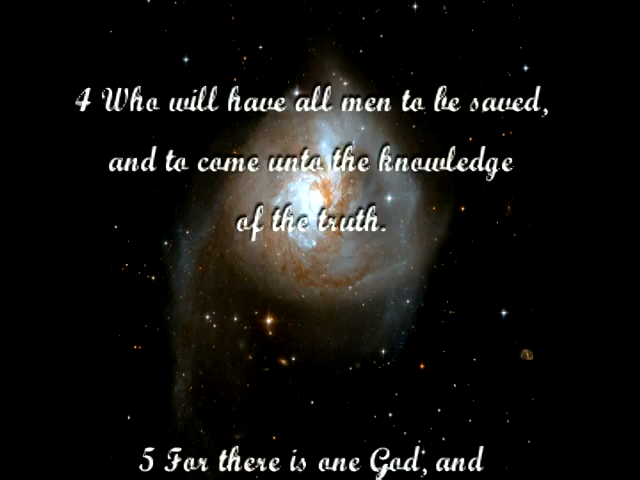 4 Who will have all men to be saved,
and to come unto the knowledge
of the truth.
5 For there is one God, and